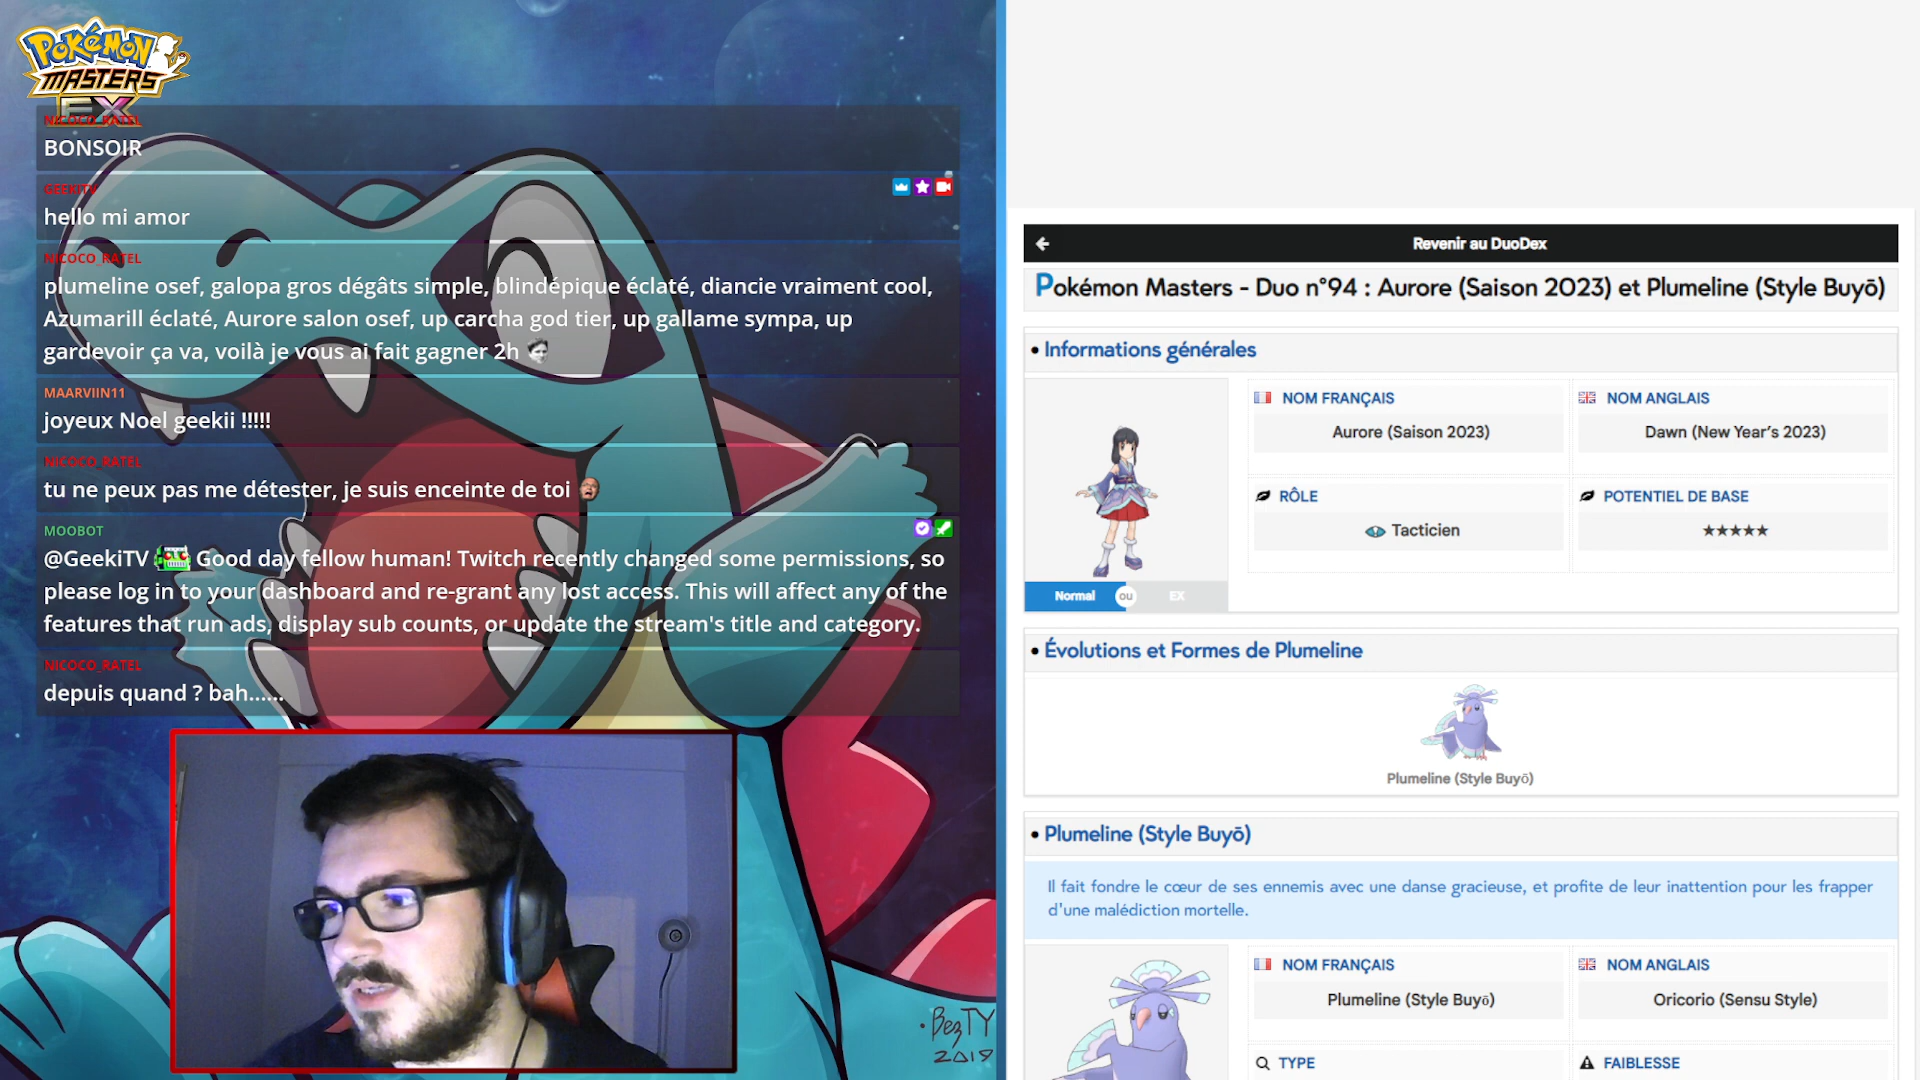 POKéMON
MASTERS
EX
NICOCO_RATEL
BONSOIR
GEEKITV
hello mi amor
NICOCO_RATEL
plumeline osef, galopa gros dégâts simple, blindépique éclaté, diancie vraiment cool,
Azumarill éclaté, Aurore salon osef, up carcha god tier, up gallame sympa, up
gardevoir ça va, voilà je vous ai fait gagner 2h
MAARVIIN11
joyeux Noel geekii !!!!!
NICOCO_RATEL
tu ne peux pas me détester, je suis enceinte de toi
MOOBOT
@GeekiTV Good day fellow human! Twitch recently changed some permissions, so
please log in to your dashboard and re-grant any lost access. This will affect any of the
features that run ads, display sub counts, or update the stream's title and category.
NICOCO_RATEL
depuis quand ? bah......
BezTY
2019
Revenir au DuoDex
Pokémon Masters - Duo n°94 : Aurore (Saison 2023) et Plumeline (Style Buyō)
• Informations générales
NOM FRANÇAIS
Aurore (Saison 2023)
NOM ANGLAIS
Dawn (New Year's 2023)
RÔLE
Tacticien
POTENTIEL DE BASE
★★★★★
Normal ou EX
• Évolutions et Formes de Plumeline
Plumeline (Style Buyō)
• Plumeline (Style Buyō)
Il fait fondre le cœur de ses ennemis avec une danse gracieuse, et profite de leur inattention pour les frapper
d'une malédiction mortelle.
NOM FRANÇAIS
Plumeline (Style Buyō)
NOM ANGLAIS
Oricorio (Sensu Style)
TYPE
FAIBLESSE